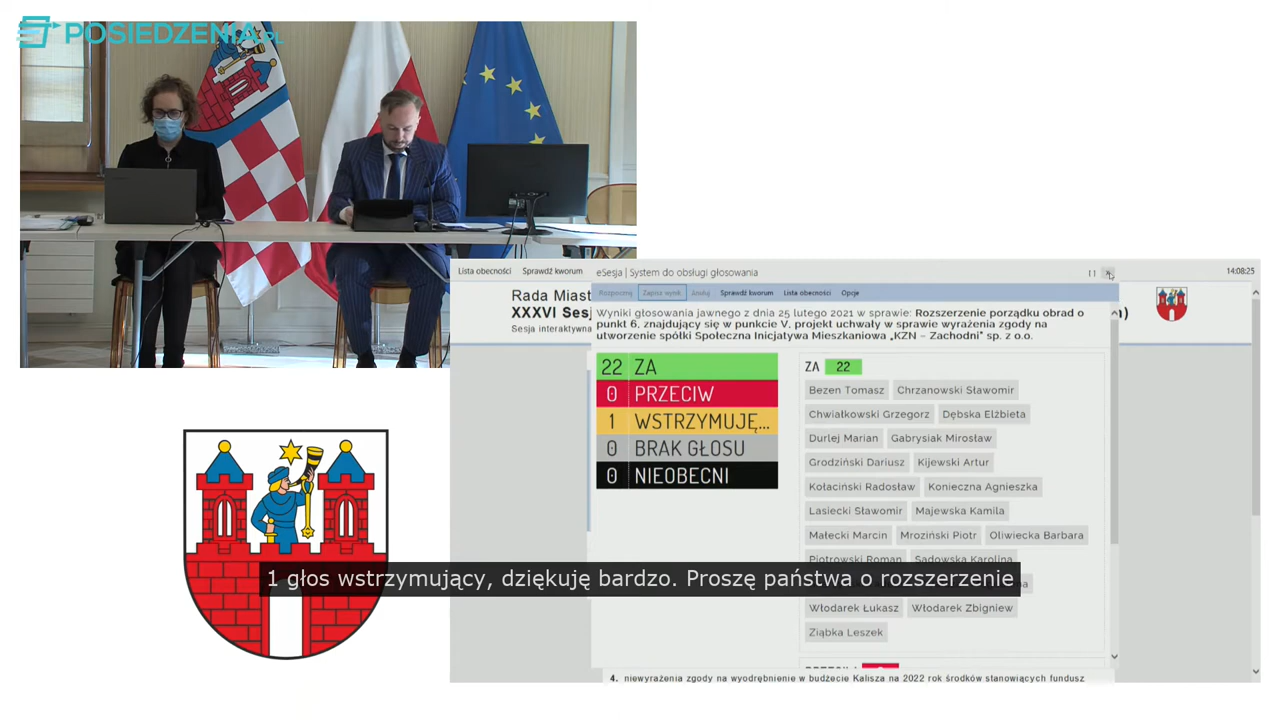 POSIEDZENIA.PL
Lista obecności Sprawdź kworum eSesja | System do obsługi głosowania 14:08:25
Rozpocznij Zapisz wynik Anuluj Sprawdź kworum Lista obecności Opcje
Rada Miast
XXXVI Sesj
Sesja interaktywna
Wyniki głosowania jawnego z dnia 25 lutego 2021 w sprawie: Rozszerzenie porządku obrad o
punkt 6, znajdujący się w punkcie V, projekt uchwały w sprawie wyrażenia zgody na
utworzenie spółki Społeczna Inicjatywa Mieszkaniowa „KZN – Zachodni" sp. z o.o.
22 ZA
0 PRZECIW
1 WSTRZYMUJĘ...
0 BRAK GŁOSU
0 NIEOBECNI
ZA 22
Bezen Tomasz Chrzanowski Sławomir
Chwiałkowski Grzegorz Dębska Elżbieta
Durlej Marian Gabrysiak Mirosław
Grodziński Dariusz Kijewski Artur
Kołaciński Radosław Konieczna Agnieszka
Lasiecki Sławomir Majewska Kamila
Małecki Marcin Mroziński Piotr Oliwiecka Barbara
Piotrowski Roman Sadowska Karolina
Włodarek Łukasz Włodarek Zbigniew
Ziąbka Leszek
1 głos wstrzymujący, dziękuję bardzo. Proszę państwa o rozszerzenie
4. niewyrażenia zgody na wyodrębnienie w budżecie Kalisza na 2022 rok środków stanowiących fundusz